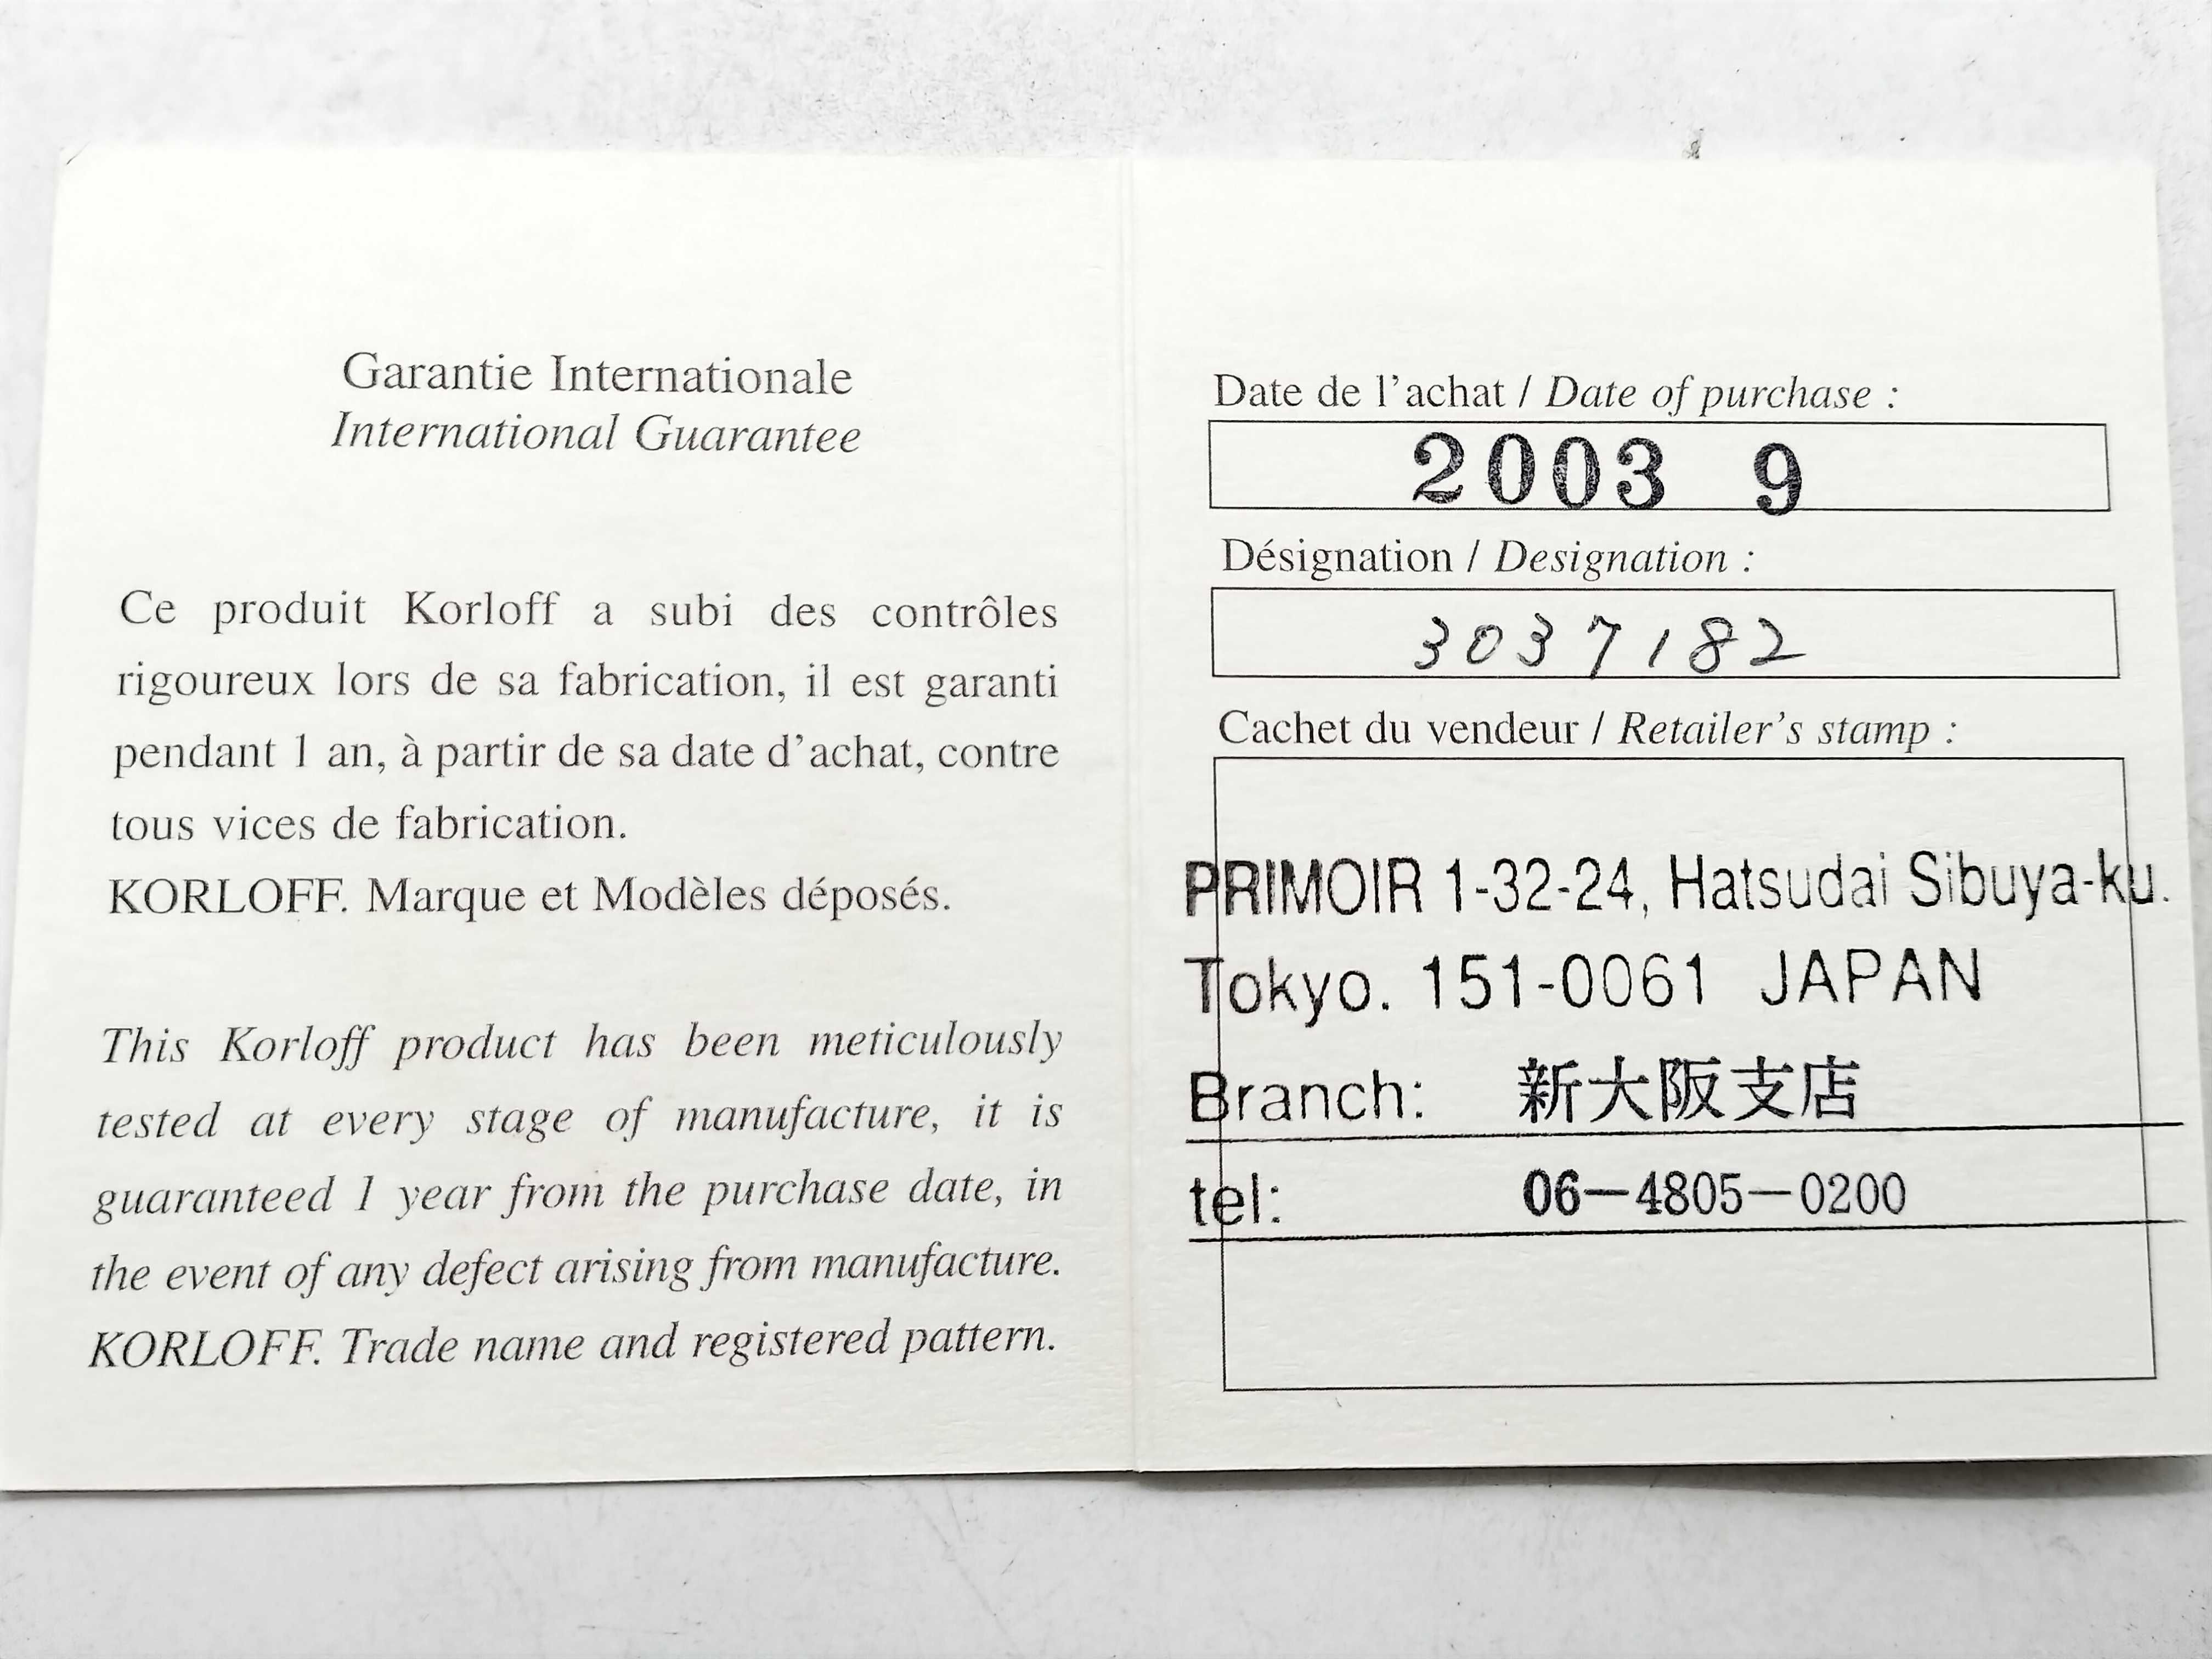 Garantie Internationale
International Guarantee
Ce produit Korloff a subi des contrôles
rigoureux lors de sa fabrication, il est garanti
pendant 1 an, à partir de sa date d'achat, contre
tous vices de fabrication.
KORLOFF. Marque et Modèles déposés.
This Korloff product has been meticulously
tested at every stage of manufacture, it is
guaranteed 1 year from the purchase date, in
the event of any defect arising from manufacture.
KORLOFF. Trade name and registered pattern.
Date de l'achat / Date of purchase :
2003 9
Désignation / Designation :
3037182
Cachet du vendeur / Retailer's stamp :
PRIMOIR 1-32-24, Hatsudai Sibuya-ku.
Tokyo. 151-0061 JAPAN
Branch: 新大阪支店
tel: 06-4805-0200